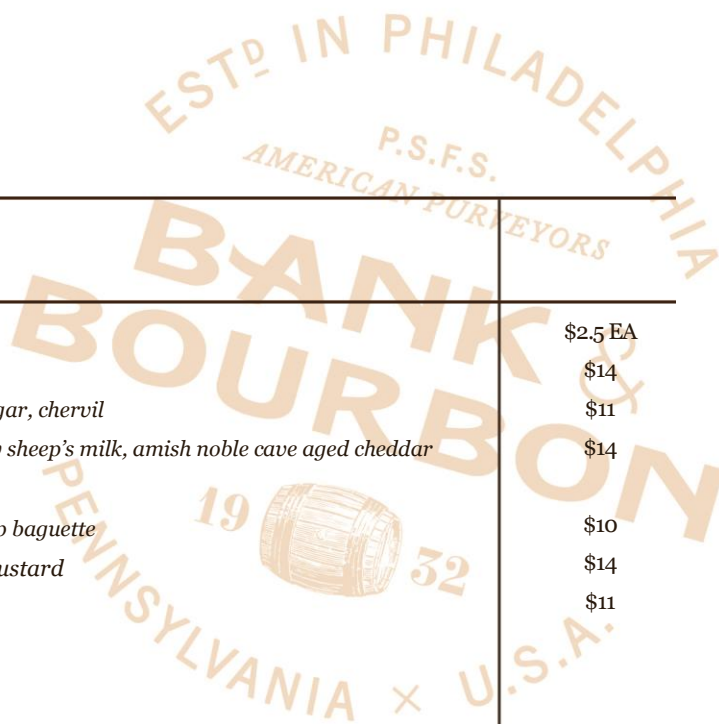 ESTD IN PHILADELPHIA
P.S.F.S.
AMERICAN PURVEYORS
BANK &
BOURBON
$2.5 EA
$14
gar, chervil $11
sheep's milk, amish noble cave aged cheddar $14
baguette $10
ustard $14
$11
19 32
PENNSYLVANIA × U.S.A.